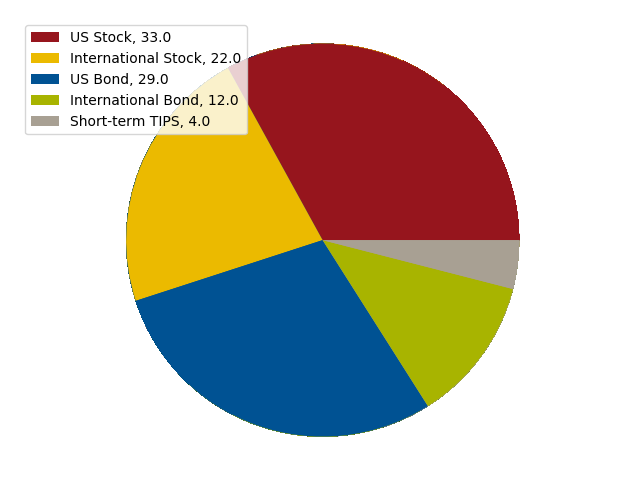 US Stock, 33.0
International Stock, 22.0
US Bond, 29.0
International Bond, 12.0
Short-term TIPS, 4.0